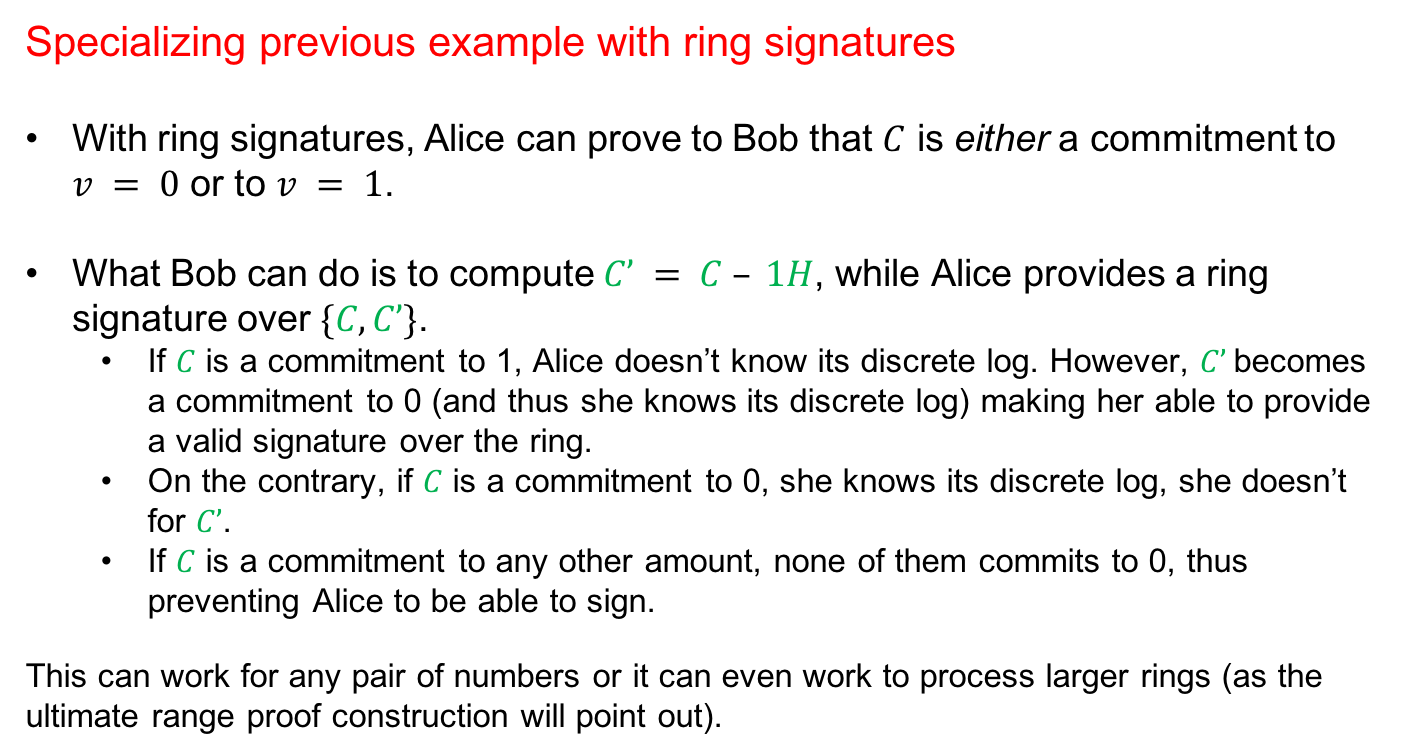 Specializing previous example with ring signatures
• With ring signatures, Alice can prove to Bob that C is either a commitment to
v = 0 or to v = 1.
• What Bob can do is to compute C’ = C – 1H, while Alice provides a ring
signature over {C, C’}.
• If C is a commitment to 1, Alice doesn’t know its discrete log. However, C’ becomes
a commitment to 0 (and thus she knows its discrete log) making her able to provide
a valid signature over the ring.
• On the contrary, if C is a commitment to 0, she knows its discrete log, she doesn’t
for C’.
• If C is a commitment to any other amount, none of them commits to 0, thus
preventing Alice to be able to sign.
This can work for any pair of numbers or it can even work to process larger rings (as the
ultimate range proof construction will point out).